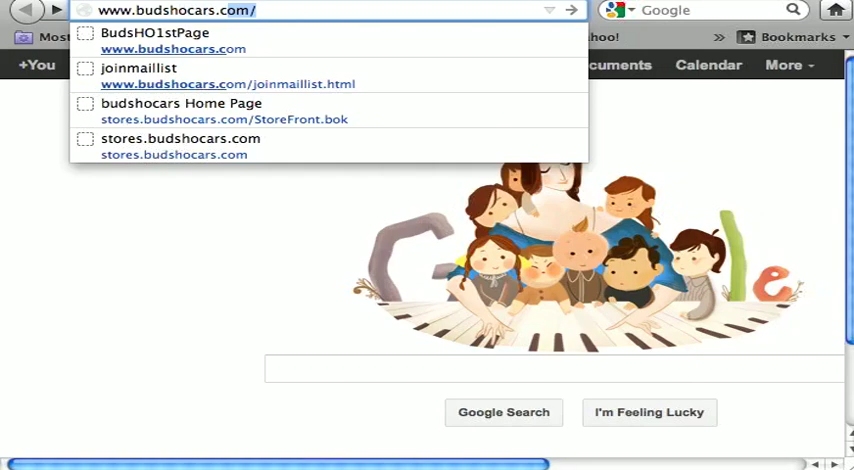 www.budshocars.com/
Google
Most
BudsHO1stPage
www.budshocars.com
ahoo!
»
Bookmarks
joinmaillist
www.budshocars.com/joinmaillist.html
budshocars Home Page
stores.budshocars.com/StoreFront.bok
stores.budshocars.com
stores.budshocars.com
+You
cuments
Calendar
More
G
le
Google Search
I'm Feeling Lucky